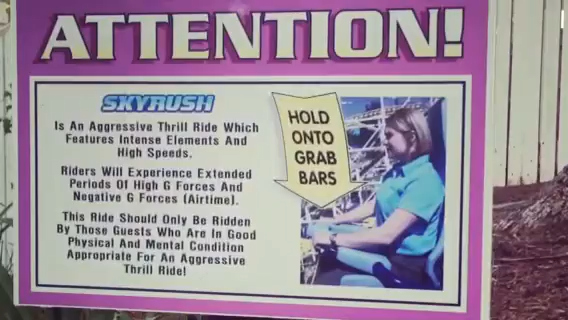 ATTENTION!
SKYRUSH
Is An Aggressive Thrill Ride Which
Features Intense Elements And
High Speeds.
Riders Will Experience Extended
Periods Of High G Forces And
Negative G Forces (Airtime).
This Ride Should Only Be Ridden
By Those Guests Who Are In Good
Physical And Mental Condition
Appropriate For An Aggressive
Thrill Ride!
HOLD
ONTO
GRAB
BARS